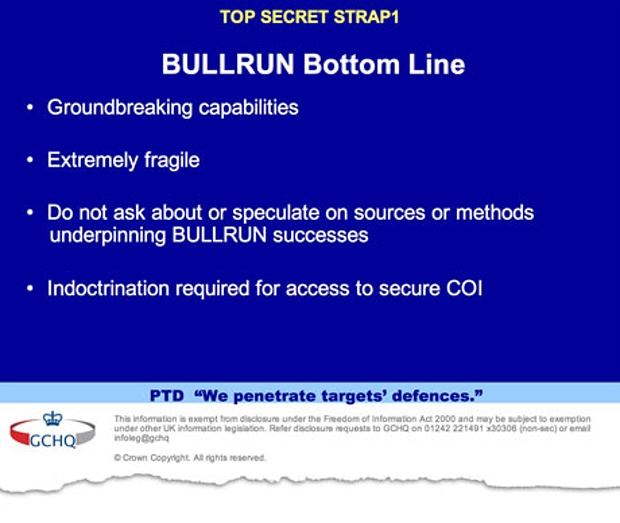 TOP SECRET STRAP1
BULLRUN Bottom Line
• Groundbreaking capabilities
• Extremely fragile
• Do not ask about or speculate on sources or methods
underpinning BULLRUN successes
• Indoctrination required for access to secure COI
PTD “We penetrate targets’ defences.”
GCHQ
This information is exempt from disclosure under the Freedom of Information Act 2000 and may be subject to exemption
under other UK information legislation. Refer disclosure requests to GCHQ on 01242 221491 x30306 (non-sec) or email
infoleg@gchq
© Crown Copyright. All rights reserved.